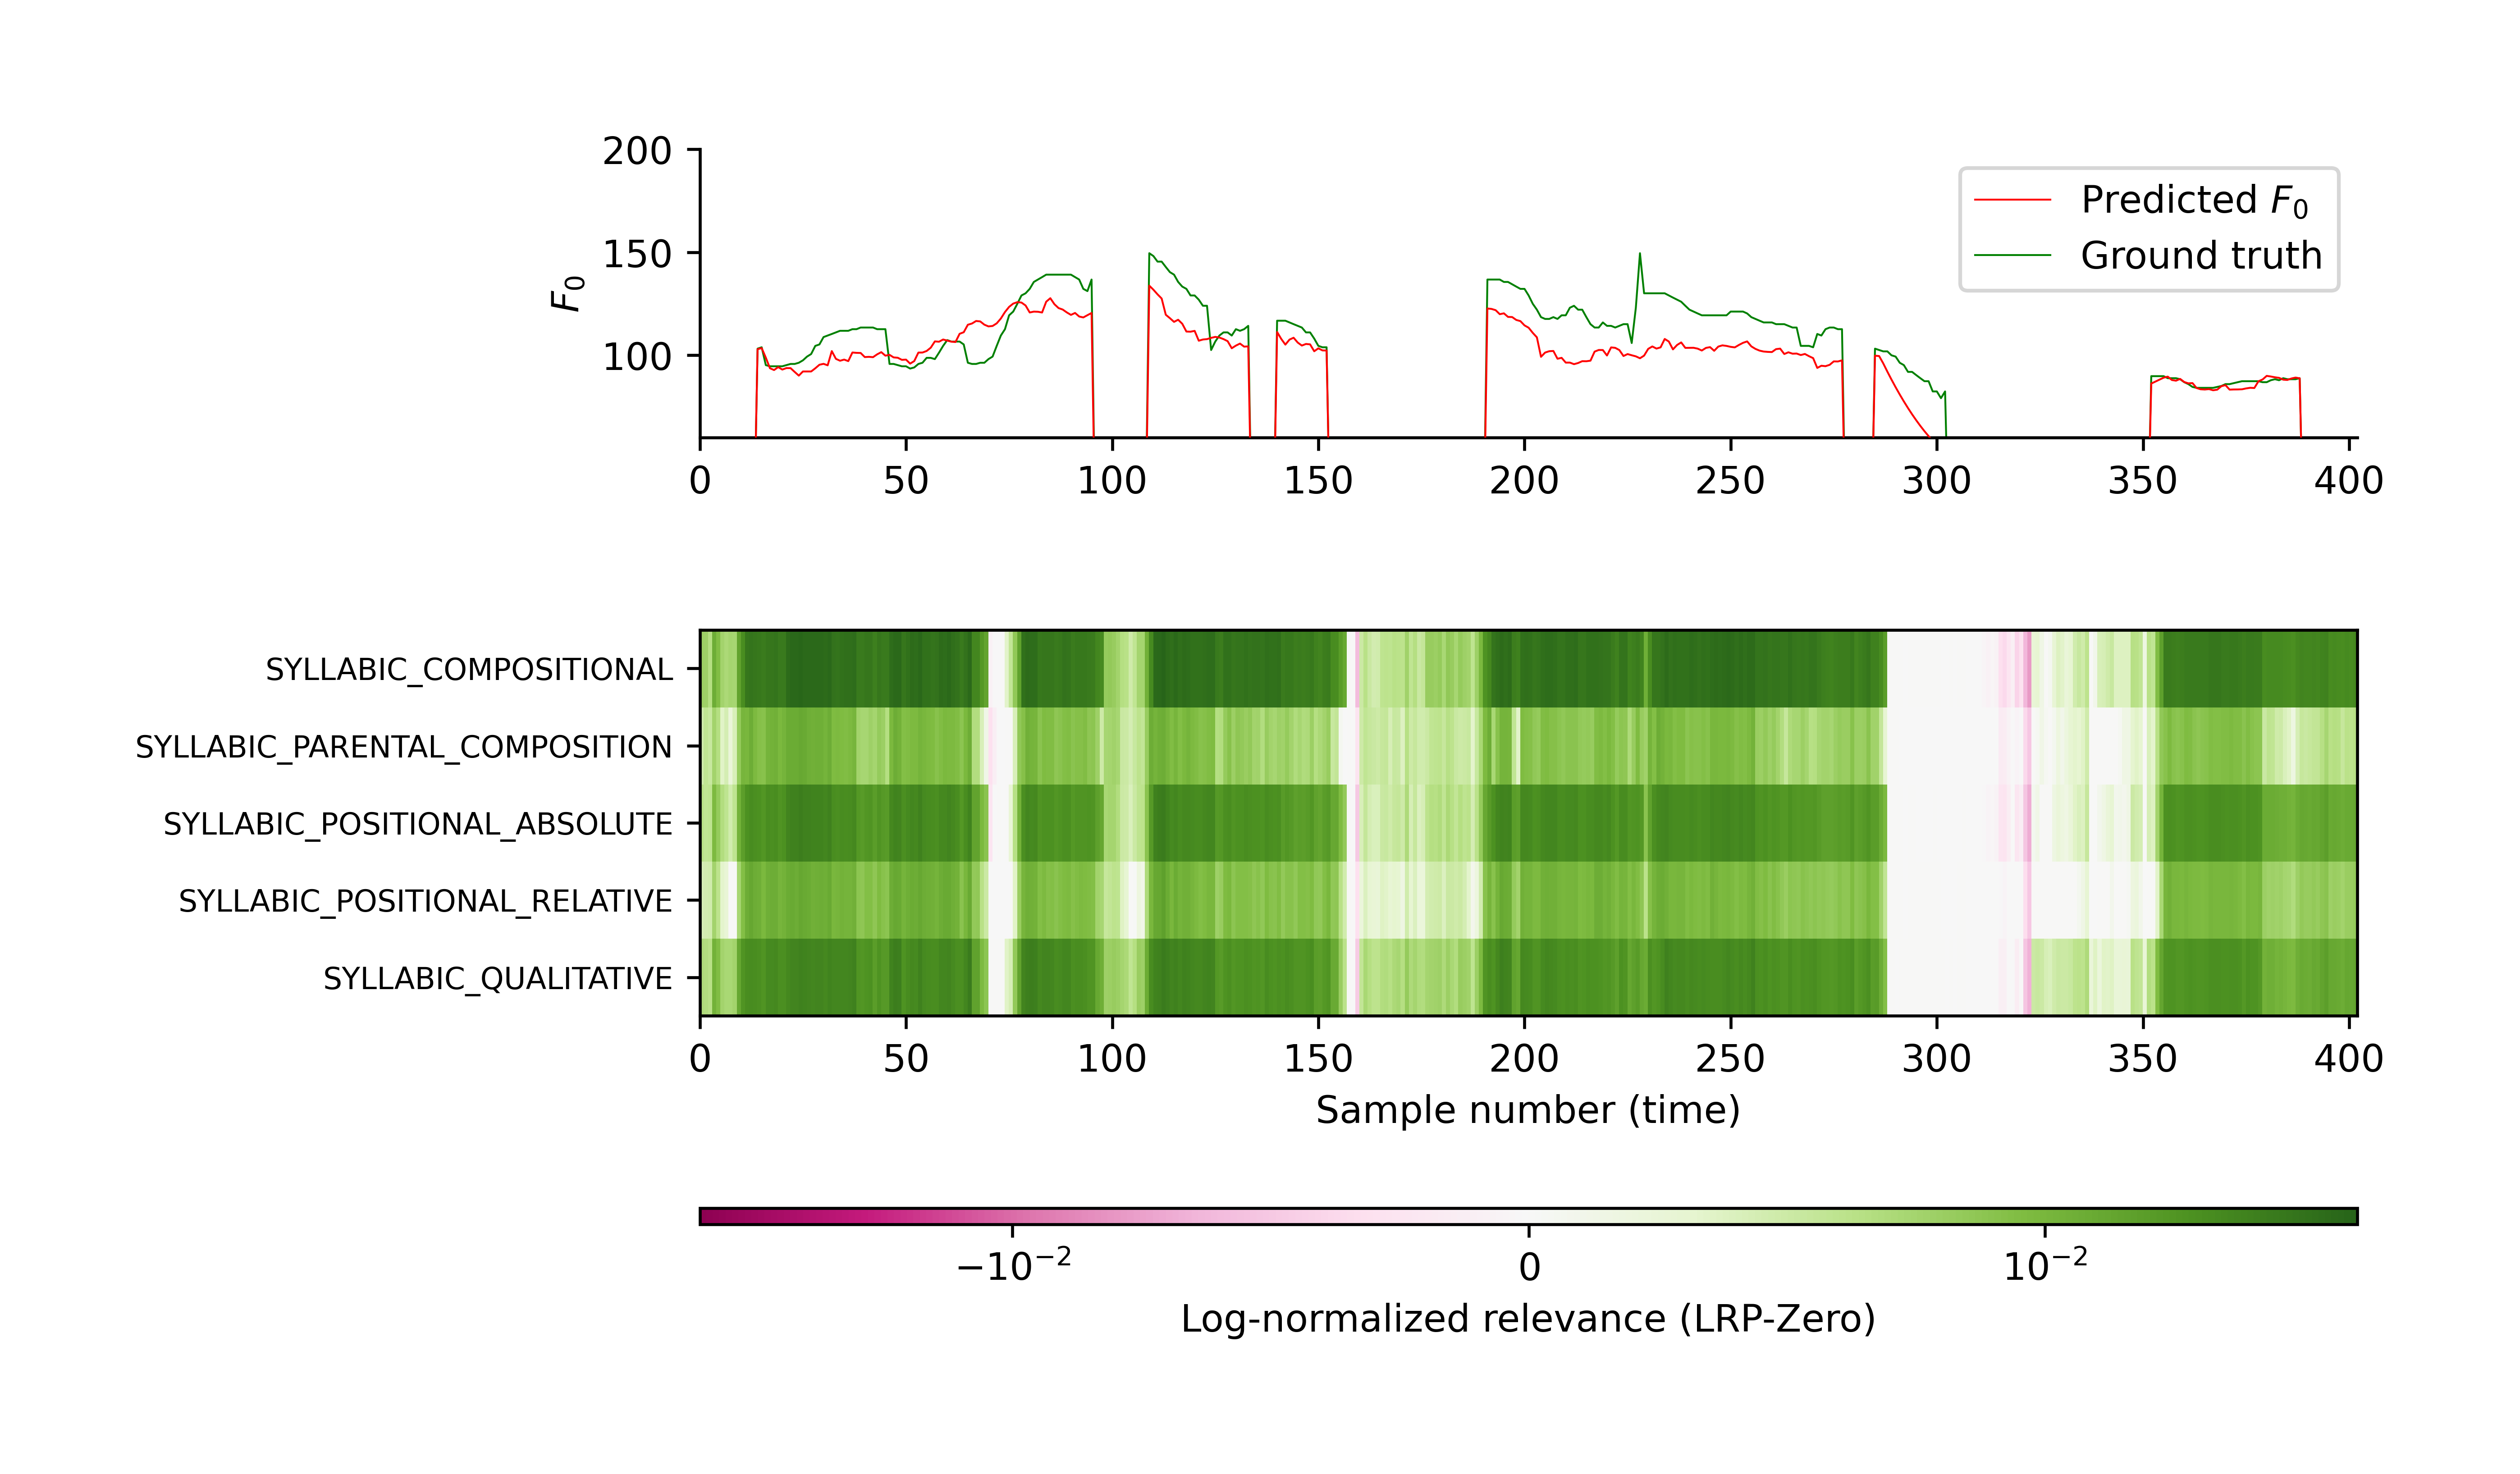 200
150
100
F₀
Predicted F₀
Ground truth
0 50 100 150 200 250 300 350 400
SYLLABIC_COMPOSITIONAL
SYLLABIC_PARENTAL_COMPOSITION
SYLLABIC_POSITIONAL_ABSOLUTE
SYLLABIC_POSITIONAL_RELATIVE
SYLLABIC_QUALITATIVE
0 50 100 150 200 250 300 350 400
Sample number (time)
−10⁻² 0 10⁻²
Log-normalized relevance (LRP-Zero)